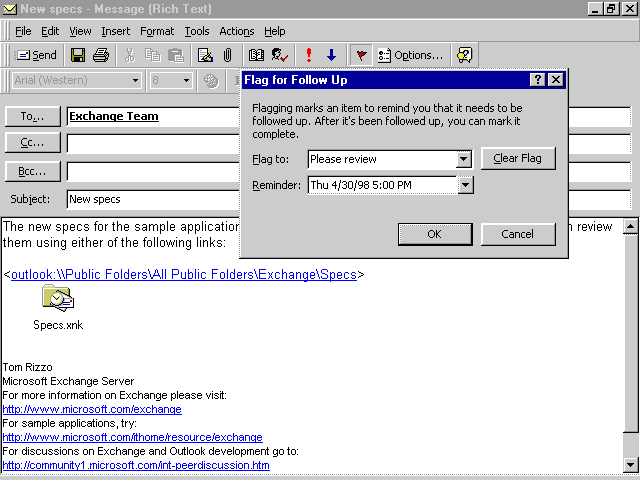 New specs - Message (Rich Text)
File Edit View Insert Format Tools Actions Help
Send Options...
Arial (Western) 8
Flag for Follow Up
Flagging marks an item to remind you that it needs to be
followed up. After it's been followed up, you can mark it
complete.
Flag to: Please review Clear Flag
Reminder: Thu 4/30/98 5:00 PM
OK Cancel
To... Exchange Team
Cc...
Bcc...
Subject: New specs
The new specs for the sample application review
them using either of the following links:
<outlook:\\Public Folders\All Public Folders\Exchange\Specs>
Specs.xnk
Tom Rizzo
Microsoft Exchange Server
For more information on Exchange please visit:
http://www.microsoft.com/exchange
For sample applications, try:
http://www.microsoft.com/ithome/resource/exchange
For discussions on Exchange and Outlook development go to:
http://community1.microsoft.com/int-peerdiscussion.htm